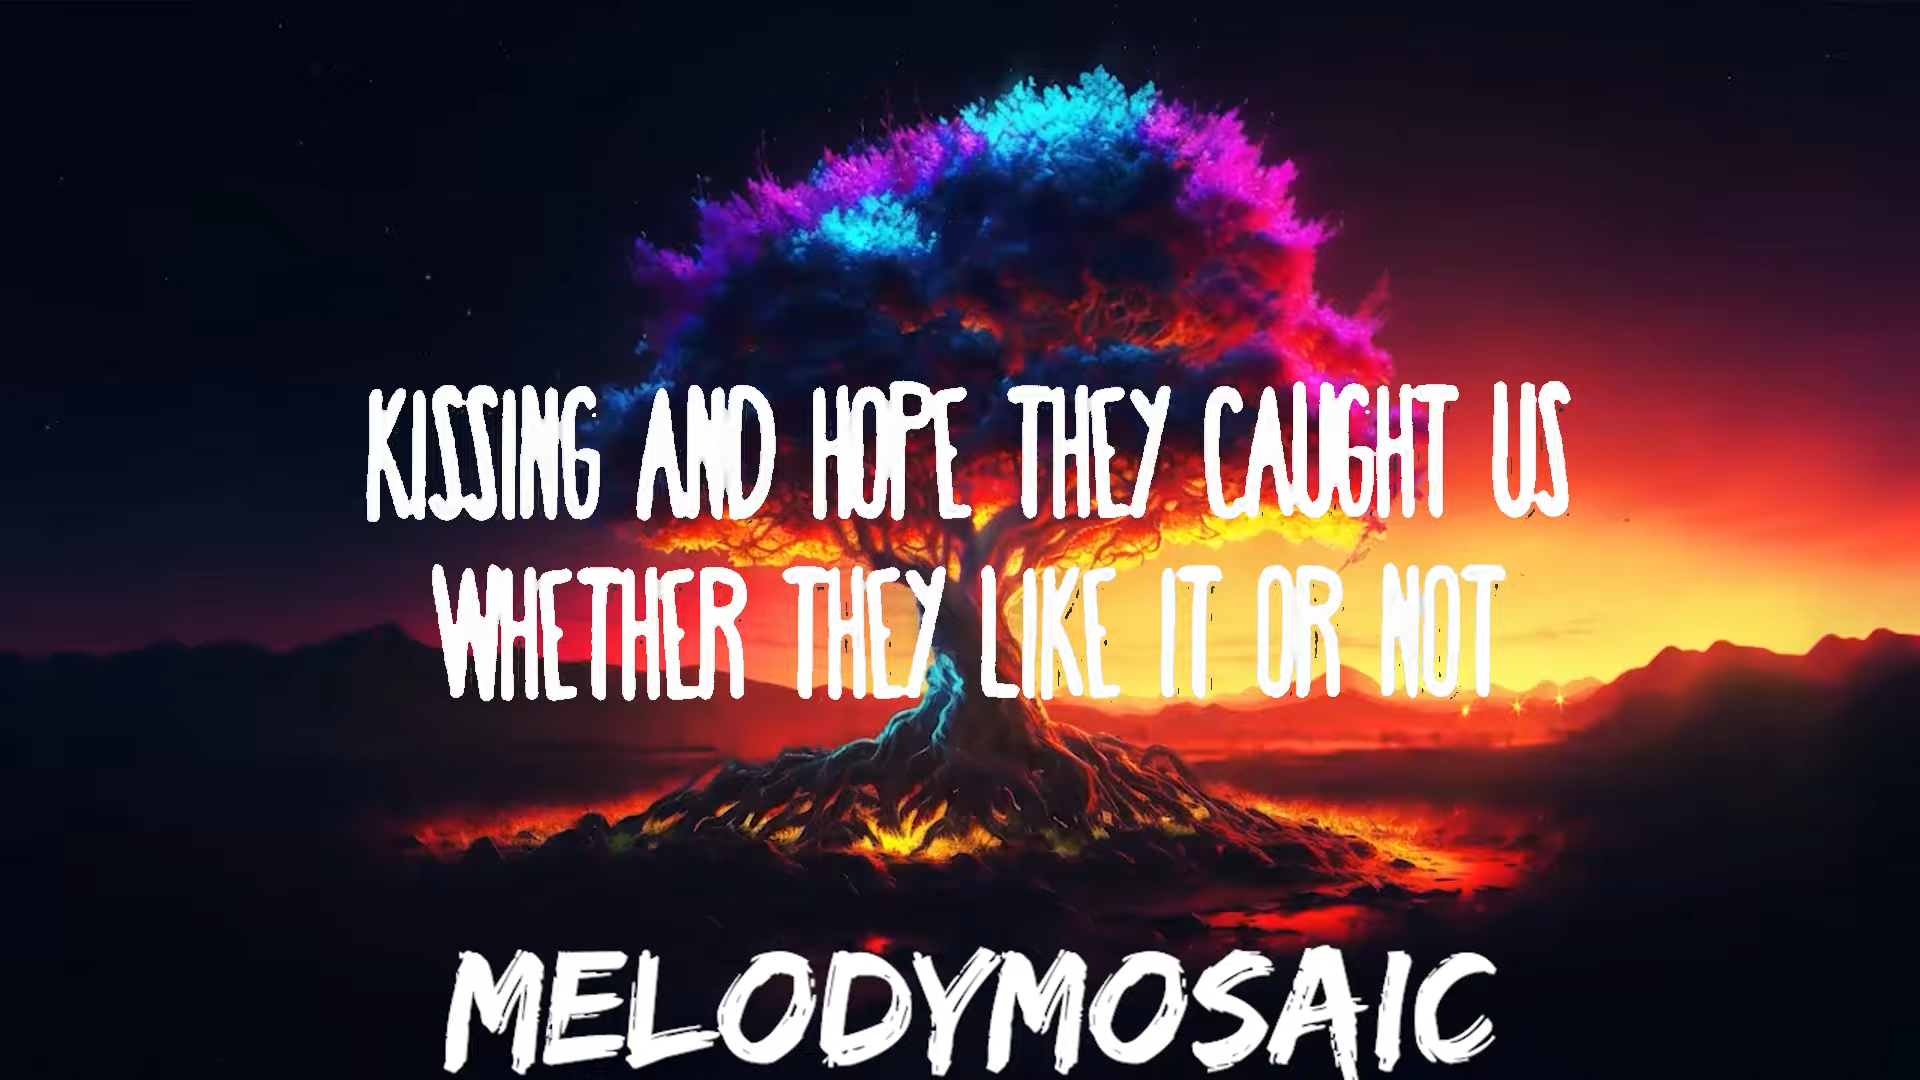 KISSING AND HOPE THEY CAUGHT US
WHETHER THEY LIKE IT OR NOT
MELODYMOSAIC